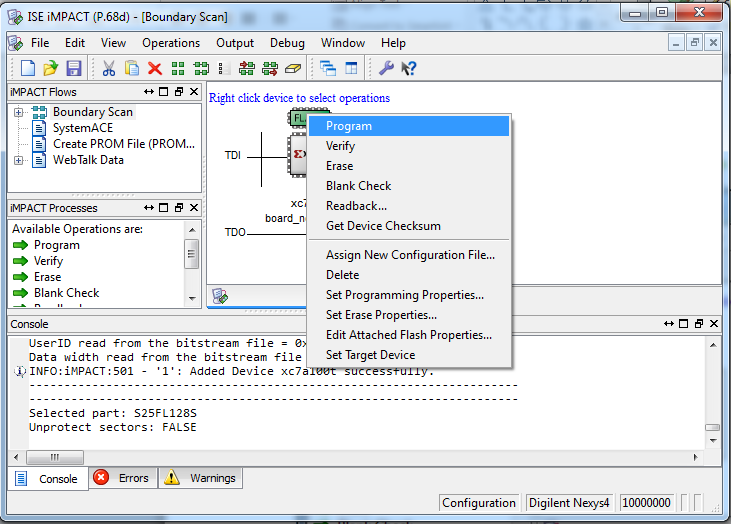 ISE iMPACT (P.68d) - [Boundary Scan]
File Edit View Operations Output Debug Window Help
iMPACT Flows
Boundary Scan
SystemACE
Create PROM File (PROM...
WebTalk Data
iMPACT Processes
Available Operations are:
Program
Verify
Erase
Blank Check
Right click device to select operations
TDI
TDO
Program
Verify
Erase
Blank Check
Readback...
Get Device Checksum
Assign New Configuration File...
Delete
Set Programming Properties...
Set Erase Properties...
Edit Attached Flash Properties...
Set Target Device
Console
UserID read from the bitstream file = 0x
Data width read from the bitstream file
INFO:iMPACT:501 - '1': Added Device xc7a100t successfully.
----------------------------------------------------------------------
----------------------------------------------------------------------
Selected part: S25FL128S
Unprotect sectors: FALSE
Console Errors Warnings
Configuration Digilent Nexys4 10000000